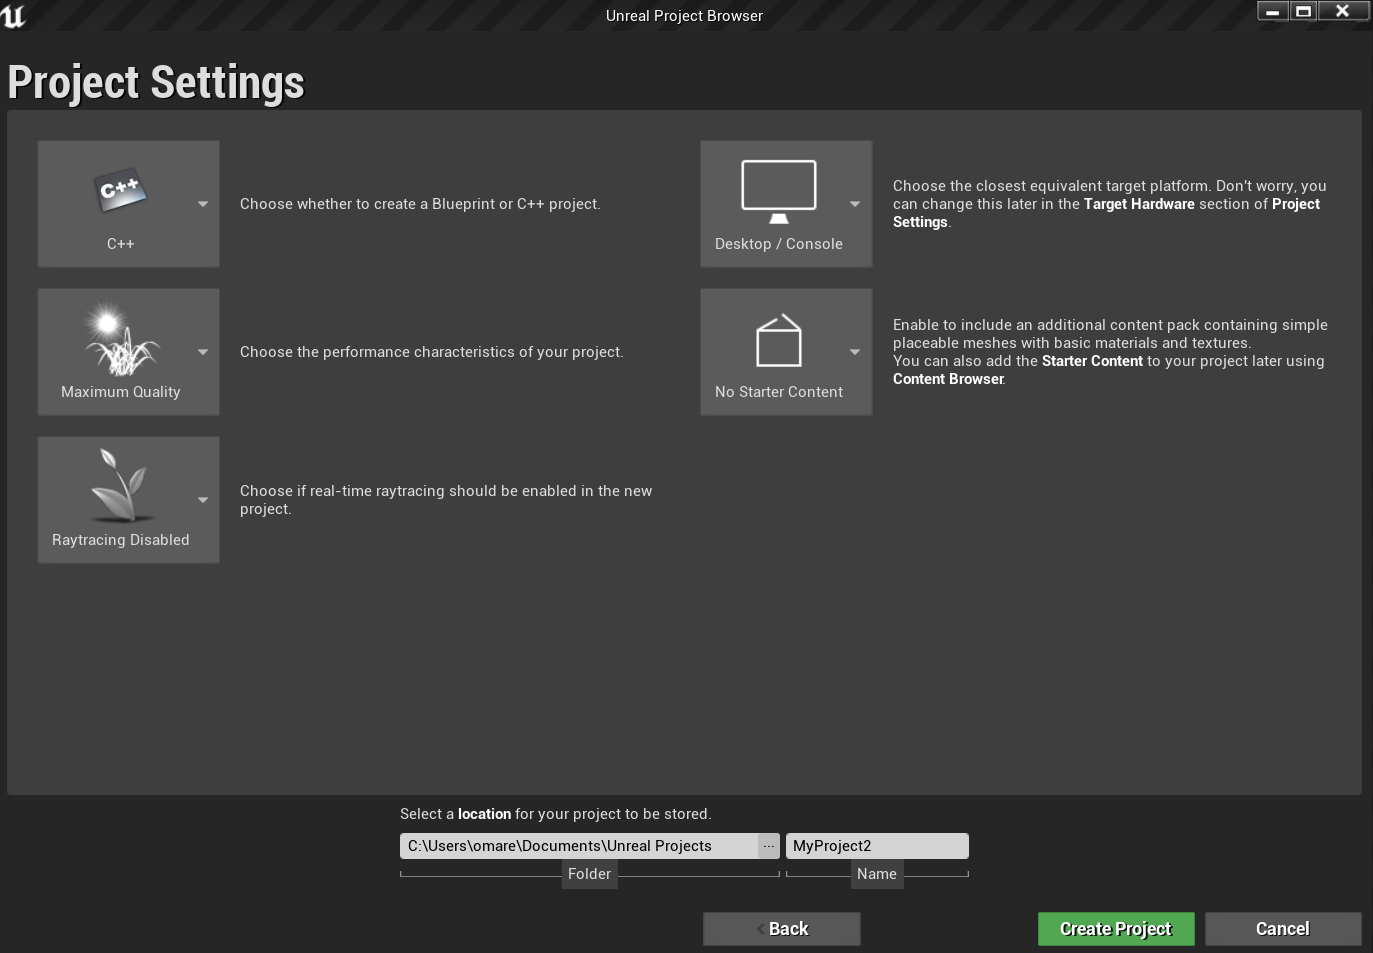 Unreal Project Browser
Project Settings
C++
C++
Choose whether to create a Blueprint or C++ project.
Desktop / Console
Choose the closest equivalent target platform. Don't worry, you
can change this later in the Target Hardware section of Project
Settings.
Maximum Quality
Choose the performance characteristics of your project.
No Starter Content
Enable to include an additional content pack containing simple
placeable meshes with basic materials and textures.
You can also add the Starter Content to your project later using
Content Browser.
Raytracing Disabled
Choose if real-time raytracing should be enabled in the new
project.
Select a location for your project to be stored.
C:\Users\omare\Documents\Unreal Projects
...
MyProject2
Folder
Name
< Back
Create Project
Cancel